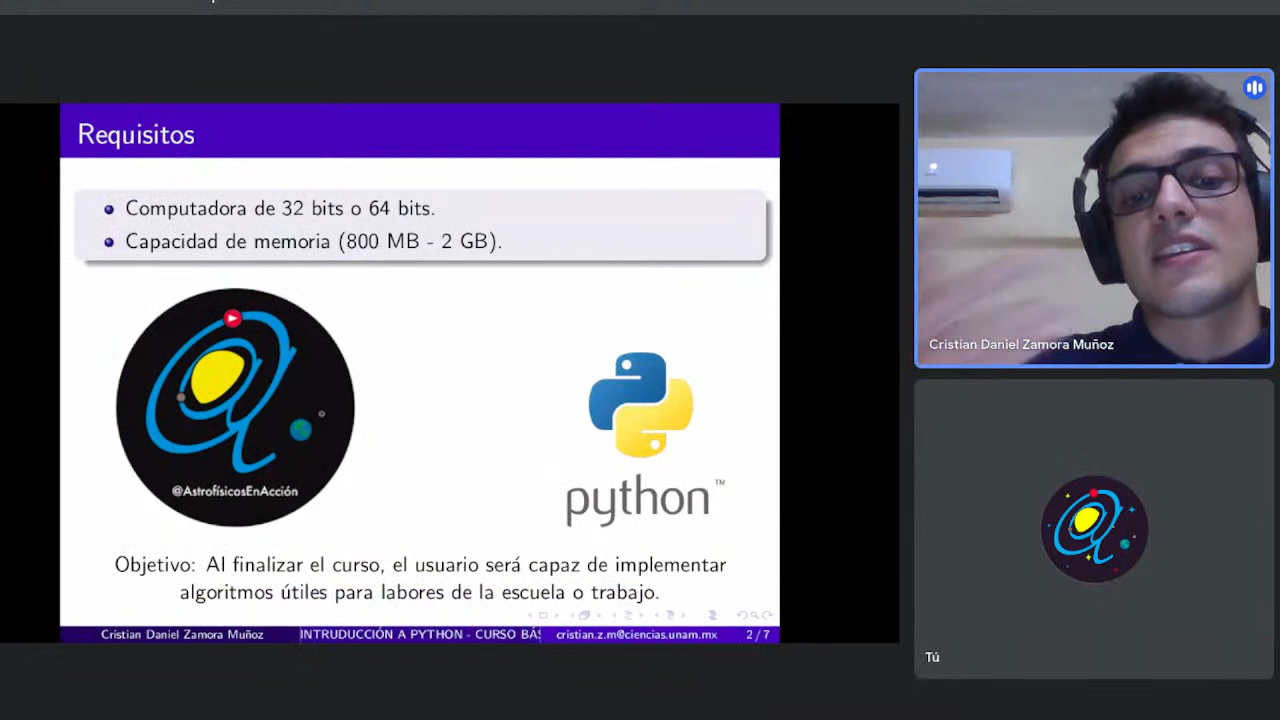 Requisitos
Computadora de 32 bits o 64 bits.
Capacidad de memoria (800 MB - 2 GB).
@AstrofísicosEnAcción
python™
Objetivo: Al finalizar el curso, el usuario será capaz de implementar
algoritmos útiles para labores de la escuela o trabajo.
Cristian Daniel Zamora Muñoz INTRODUCCIÓN A PYTHON - CURSO BÁS cristian.z.m@ciencias.unam.mx 2 / 7
Cristian Daniel Zamora Muñoz
Tú